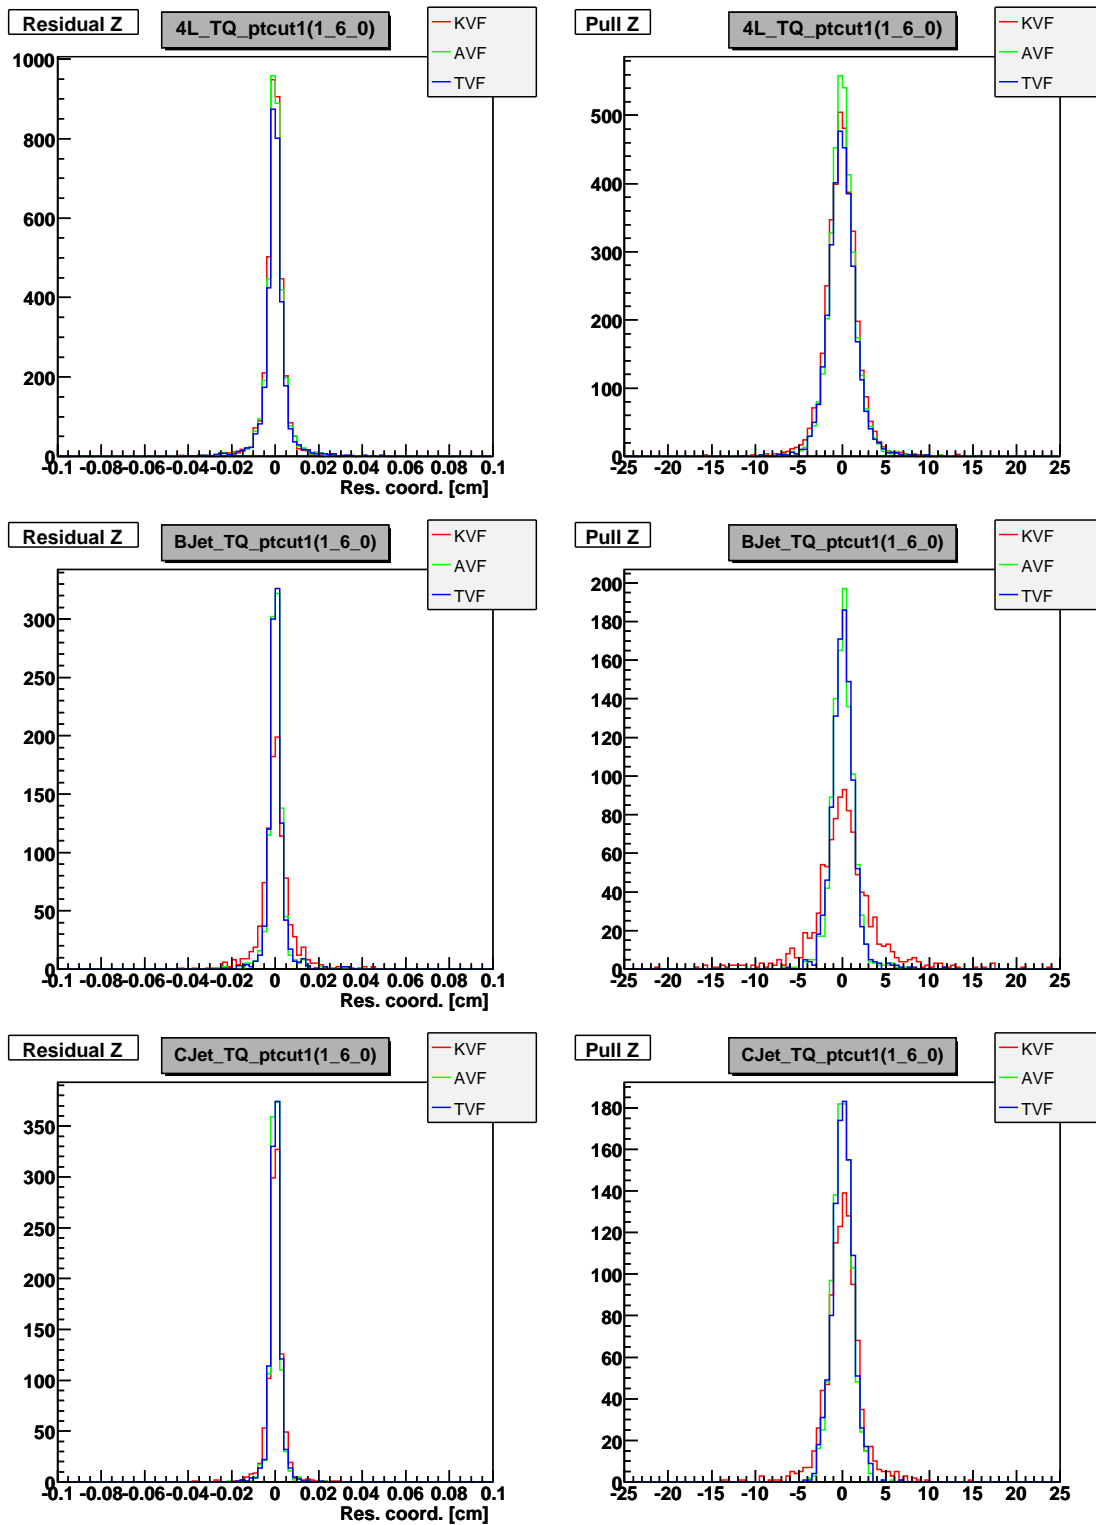 Residual Z
4L_TQ_ptcut1(1_6_0)
KVF
AVF
TVF
1000
800
600
400
200
0
-0.1 -0.08 -0.06 -0.04 -0.02 0 0.02 0.04 0.06 0.08 0.1
Res. coord. [cm]
Pull Z
4L_TQ_ptcut1(1_6_0)
KVF
AVF
TVF
500
400
300
200
100
0
-25 -20 -15 -10 -5 0 5 10 15 20 25
Residual Z
BJet_TQ_ptcut1(1_6_0)
KVF
AVF
TVF
300
250
200
150
100
50
0
-0.1 -0.08 -0.06 -0.04 -0.02 0 0.02 0.04 0.06 0.08 0.1
Res. coord. [cm]
Pull Z
BJet_TQ_ptcut1(1_6_0)
KVF
AVF
TVF
200
180
160
140
120
100
80
60
40
20
0
-25 -20 -15 -10 -5 0 5 10 15 20 25
Residual Z
CJet_TQ_ptcut1(1_6_0)
KVF
AVF
TVF
350
300
250
200
150
100
50
0
-0.1 -0.08 -0.06 -0.04 -0.02 0 0.02 0.04 0.06 0.08 0.1
Res. coord. [cm]
Pull Z
CJet_TQ_ptcut1(1_6_0)
KVF
AVF
TVF
180
160
140
120
100
80
60
40
20
0
-25 -20 -15 -10 -5 0 5 10 15 20 25